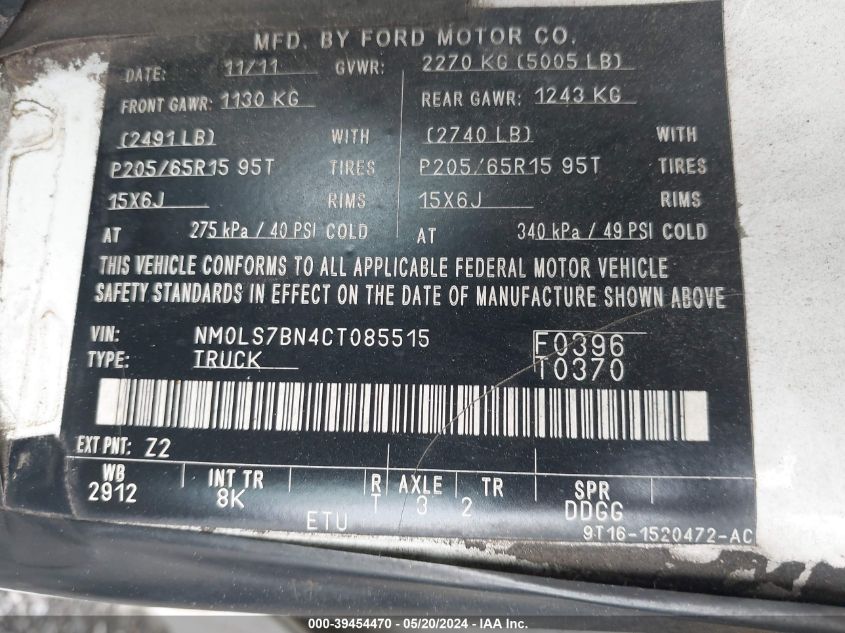 MFD. BY FORD MOTOR CO.
DATE: 11/11 GVWR: 2270 KG (5005 LB)
FRONT GAWR: 1130 KG REAR GAWR: 1243 KG
(2491 LB) WITH (2740 LB) WITH
P205/65R15 95T TIRES P205/65R15 95T TIRES
15X6J RIMS 15X6J RIMS
AT 275 kPa / 40 PSI COLD AT 340 kPa / 49 PSI COLD
THIS VEHICLE CONFORMS TO ALL APPLICABLE FEDERAL MOTOR VEHICLE
SAFETY STANDARDS IN EFFECT ON THE DATE OF MANUFACTURE SHOWN ABOVE
VIN: NM0LS7BN4CT085515 F0396
TYPE: TRUCK T0370
EXT PNT: Z2
WB INT TR R AXLE TR SPR
2912 8K T 3 2 DDGG
ETU 9T16-1520472-AC
000-39454470 — 05/20/2024 — IAA Inc.